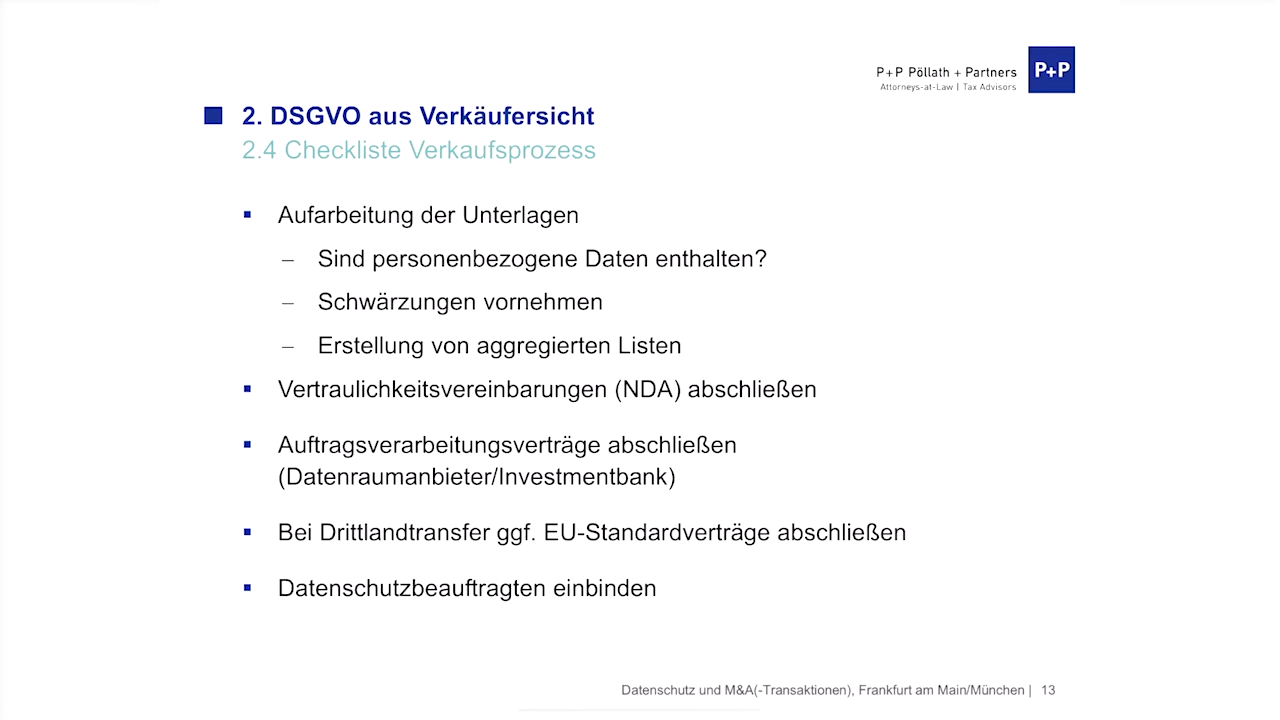 P+P Pöllath + Partners
Attorneys-at-Law | Tax Advisors
P+P
2. DSGVO aus Verkäufersicht
2.4 Checkliste Verkaufsprozess
▪ Aufarbeitung der Unterlagen
– Sind personenbezogene Daten enthalten?
– Schwärzungen vornehmen
– Erstellung von aggregierten Listen
▪ Vertraulichkeitsvereinbarungen (NDA) abschließen
▪ Auftragsverarbeitungsverträge abschließen
(Datenraumanbieter/Investmentbank)
▪ Bei Drittlandtransfer ggf. EU-Standardverträge abschließen
▪ Datenschutzbeauftragten einbinden
Datenschutz und M&A(-Transaktionen), Frankfurt am Main/München | 13